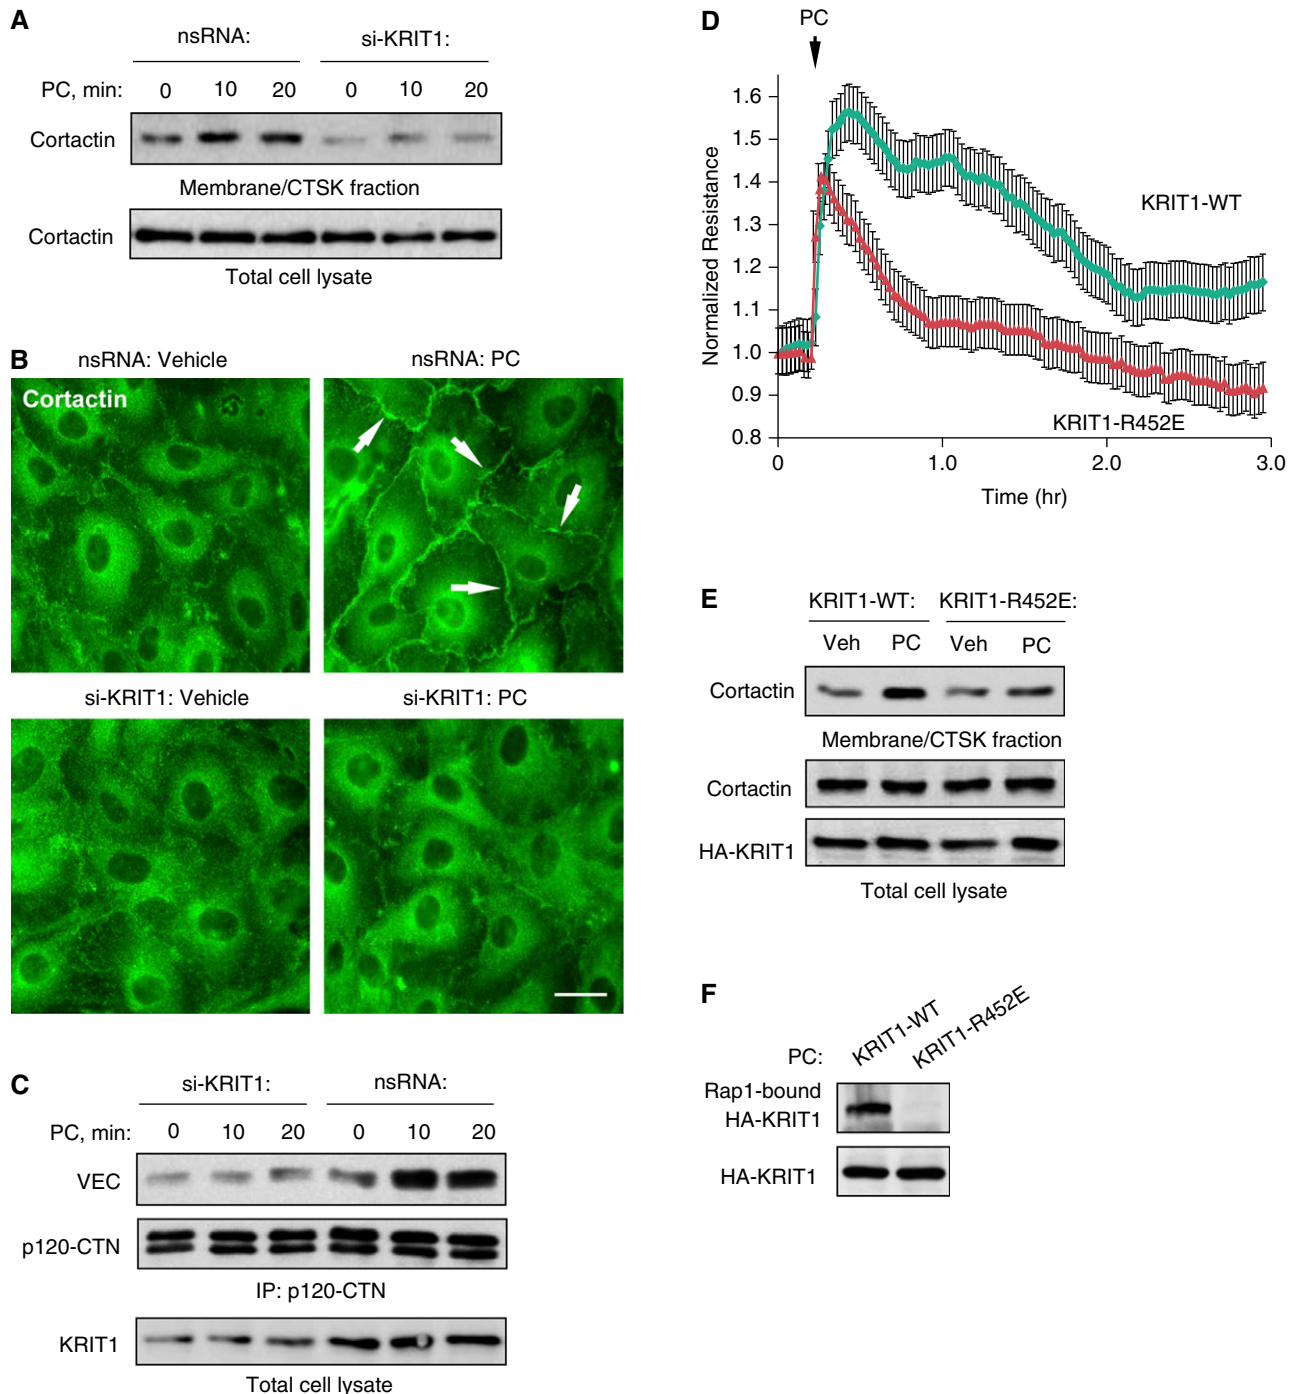 A
nsRNA: si-KRIT1:
PC, min: 0 10 20 0 10 20
Cortactin
Membrane/CTSK fraction
Cortactin
Total cell lysate
B
nsRNA: Vehicle nsRNA: PC
Cortactin
si-KRIT1: Vehicle si-KRIT1: PC
C
si-KRIT1: nsRNA:
PC, min: 0 10 20 0 10 20
VEC
p120-CTN
IP: p120-CTN
KRIT1
Total cell lysate
D
PC
Normalized Resistance
1.6
1.5
1.4
1.3
1.2
1.1
1.0
0.9
0.8
KRIT1-WT
KRIT1-R452E
0 1.0 2.0 3.0
Time (hr)
E
KRIT1-WT: KRIT1-R452E:
Veh PC Veh PC
Cortactin
Membrane/CTSK fraction
Cortactin
HA-KRIT1
Total cell lysate
F
PC: KRIT1-WT KRIT1-R452E
Rap1-bound
HA-KRIT1
HA-KRIT1